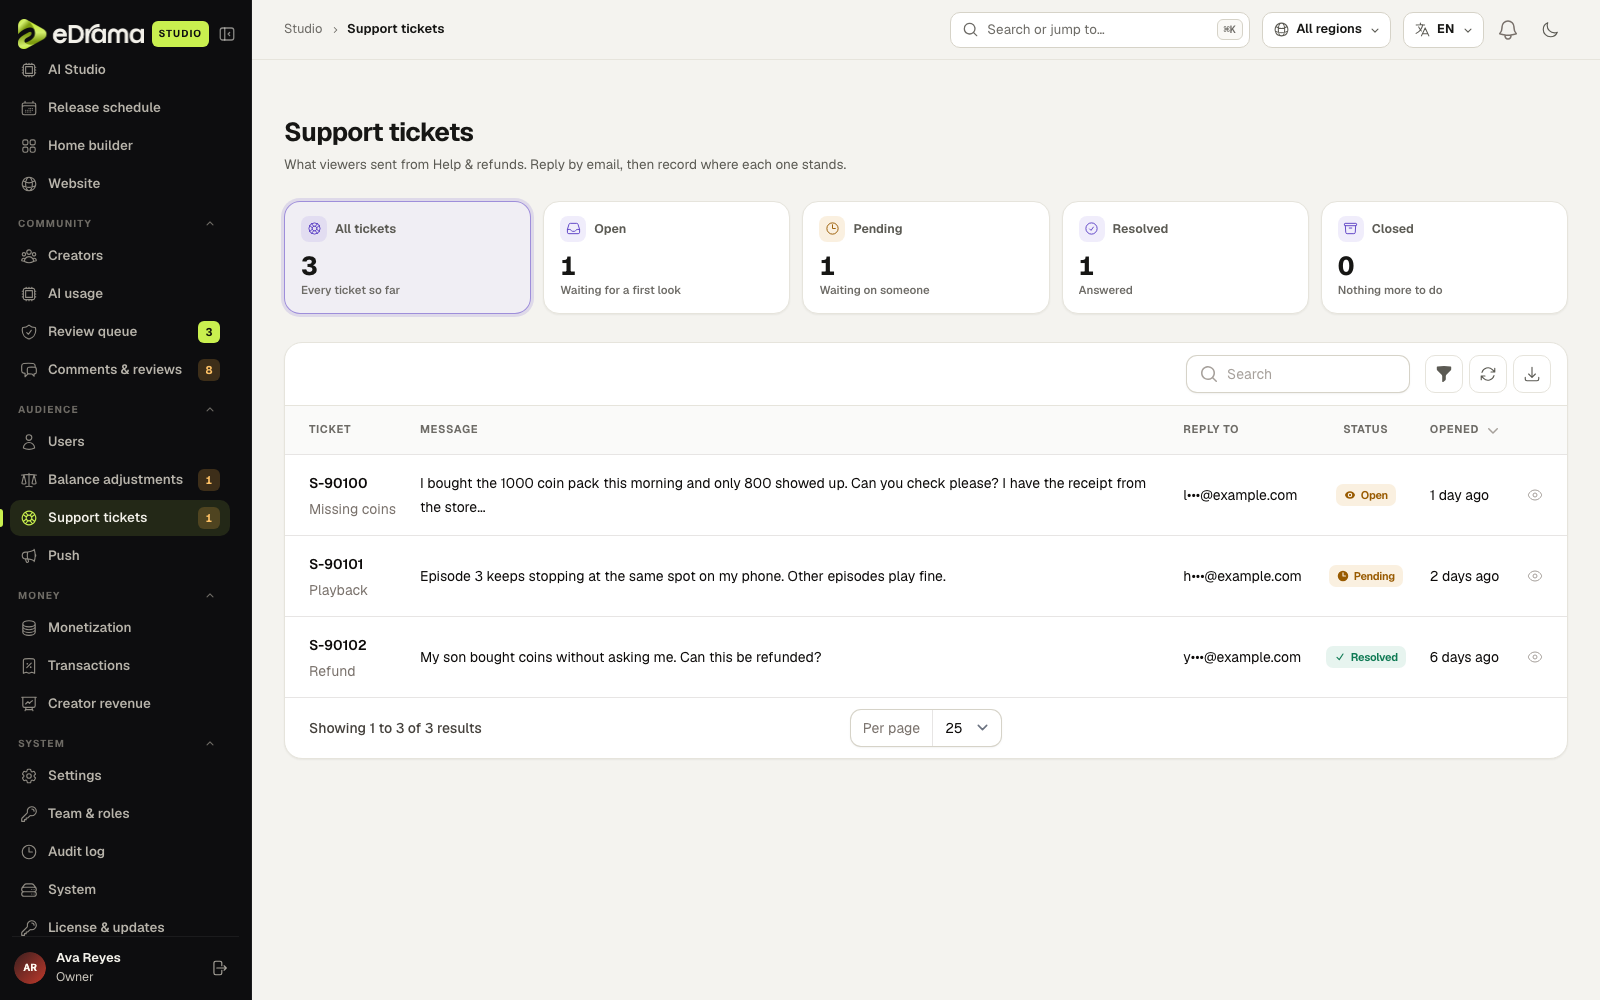 eDrama STUDIO
AI Studio
Release schedule
Home builder
Website
COMMUNITY
Creators
AI usage
Review queue 3
Comments & reviews 8
AUDIENCE
Users
Balance adjustments 1
Support tickets 1
Push
MONEY
Monetization
Transactions
Creator revenue
SYSTEM
Settings
Team & roles
Audit log
System
License & updates
AR
Ava Reyes
Owner
Studio › Support tickets
Search or jump to… ⌘K
All regions
EN
Support tickets
What viewers sent from Help & refunds. Reply by email, then record where each one stands.
All tickets
3
Every ticket so far
Open
1
Waiting for a first look
Pending
1
Waiting on someone
Resolved
1
Answered
Closed
0
Nothing more to do
Search
TICKET MESSAGE REPLY TO STATUS OPENED
S-90100
Missing coins
I bought the 1000 coin pack this morning and only 800 showed up. Can you check please? I have the receipt from
the store…
l•••@example.com
Open
1 day ago
S-90101
Playback
Episode 3 keeps stopping at the same spot on my phone. Other episodes play fine.
h•••@example.com
Pending
2 days ago
S-90102
Refund
My son bought coins without asking me. Can this be refunded?
y•••@example.com
Resolved
6 days ago
Showing 1 to 3 of 3 results
Per page 25